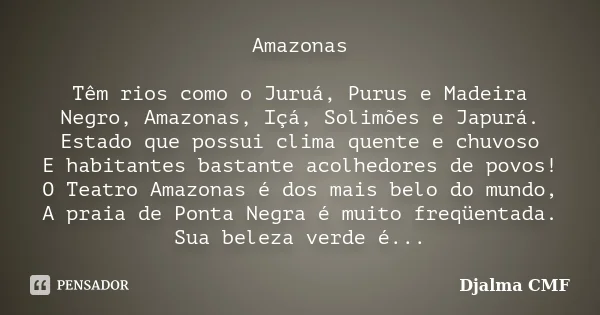 Amazonas
Têm rios como o Juruá, Purus e Madeira
Negro, Amazonas, Içá, Solimões e Japurá.
Estado que possui clima quente e chuvoso
E habitantes bastante acolhedores de povos!
O Teatro Amazonas é dos mais belo do mundo,
A praia de Ponta Negra é muito freqüentada.
Sua beleza verde é...
PENSADOR
Djalma CMF